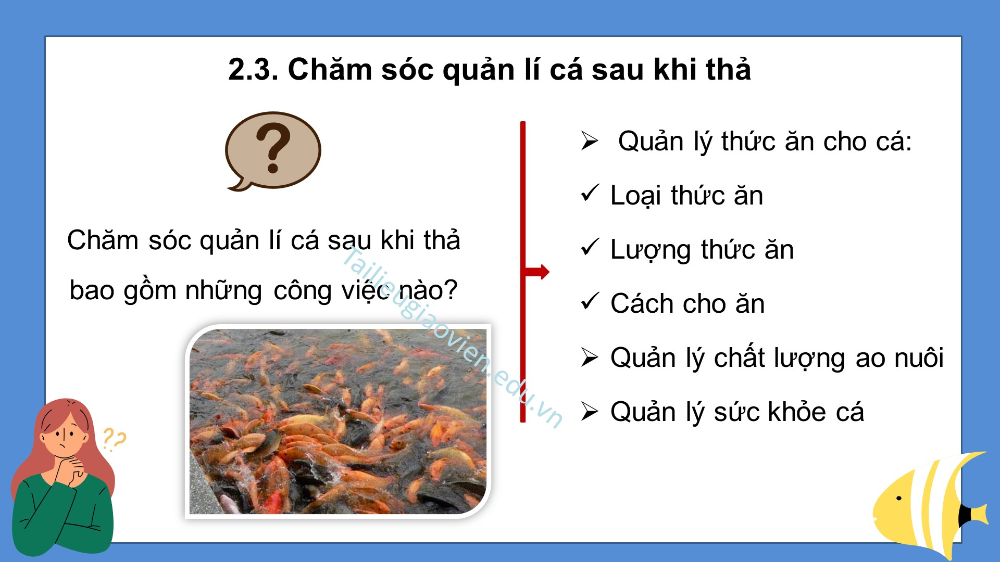 2.3. Chăm sóc quản lí cá sau khi thả
?
Chăm sóc quản lí cá sau khi thả
bao gồm những công việc nào?
➢ Quản lý thức ăn cho cá:
✓ Loại thức ăn
✓ Lượng thức ăn
✓ Cách cho ăn
➢ Quản lý chất lượng ao nuôi
➢ Quản lý sức khỏe cá
Tailieugiaovien.edu.vn
??